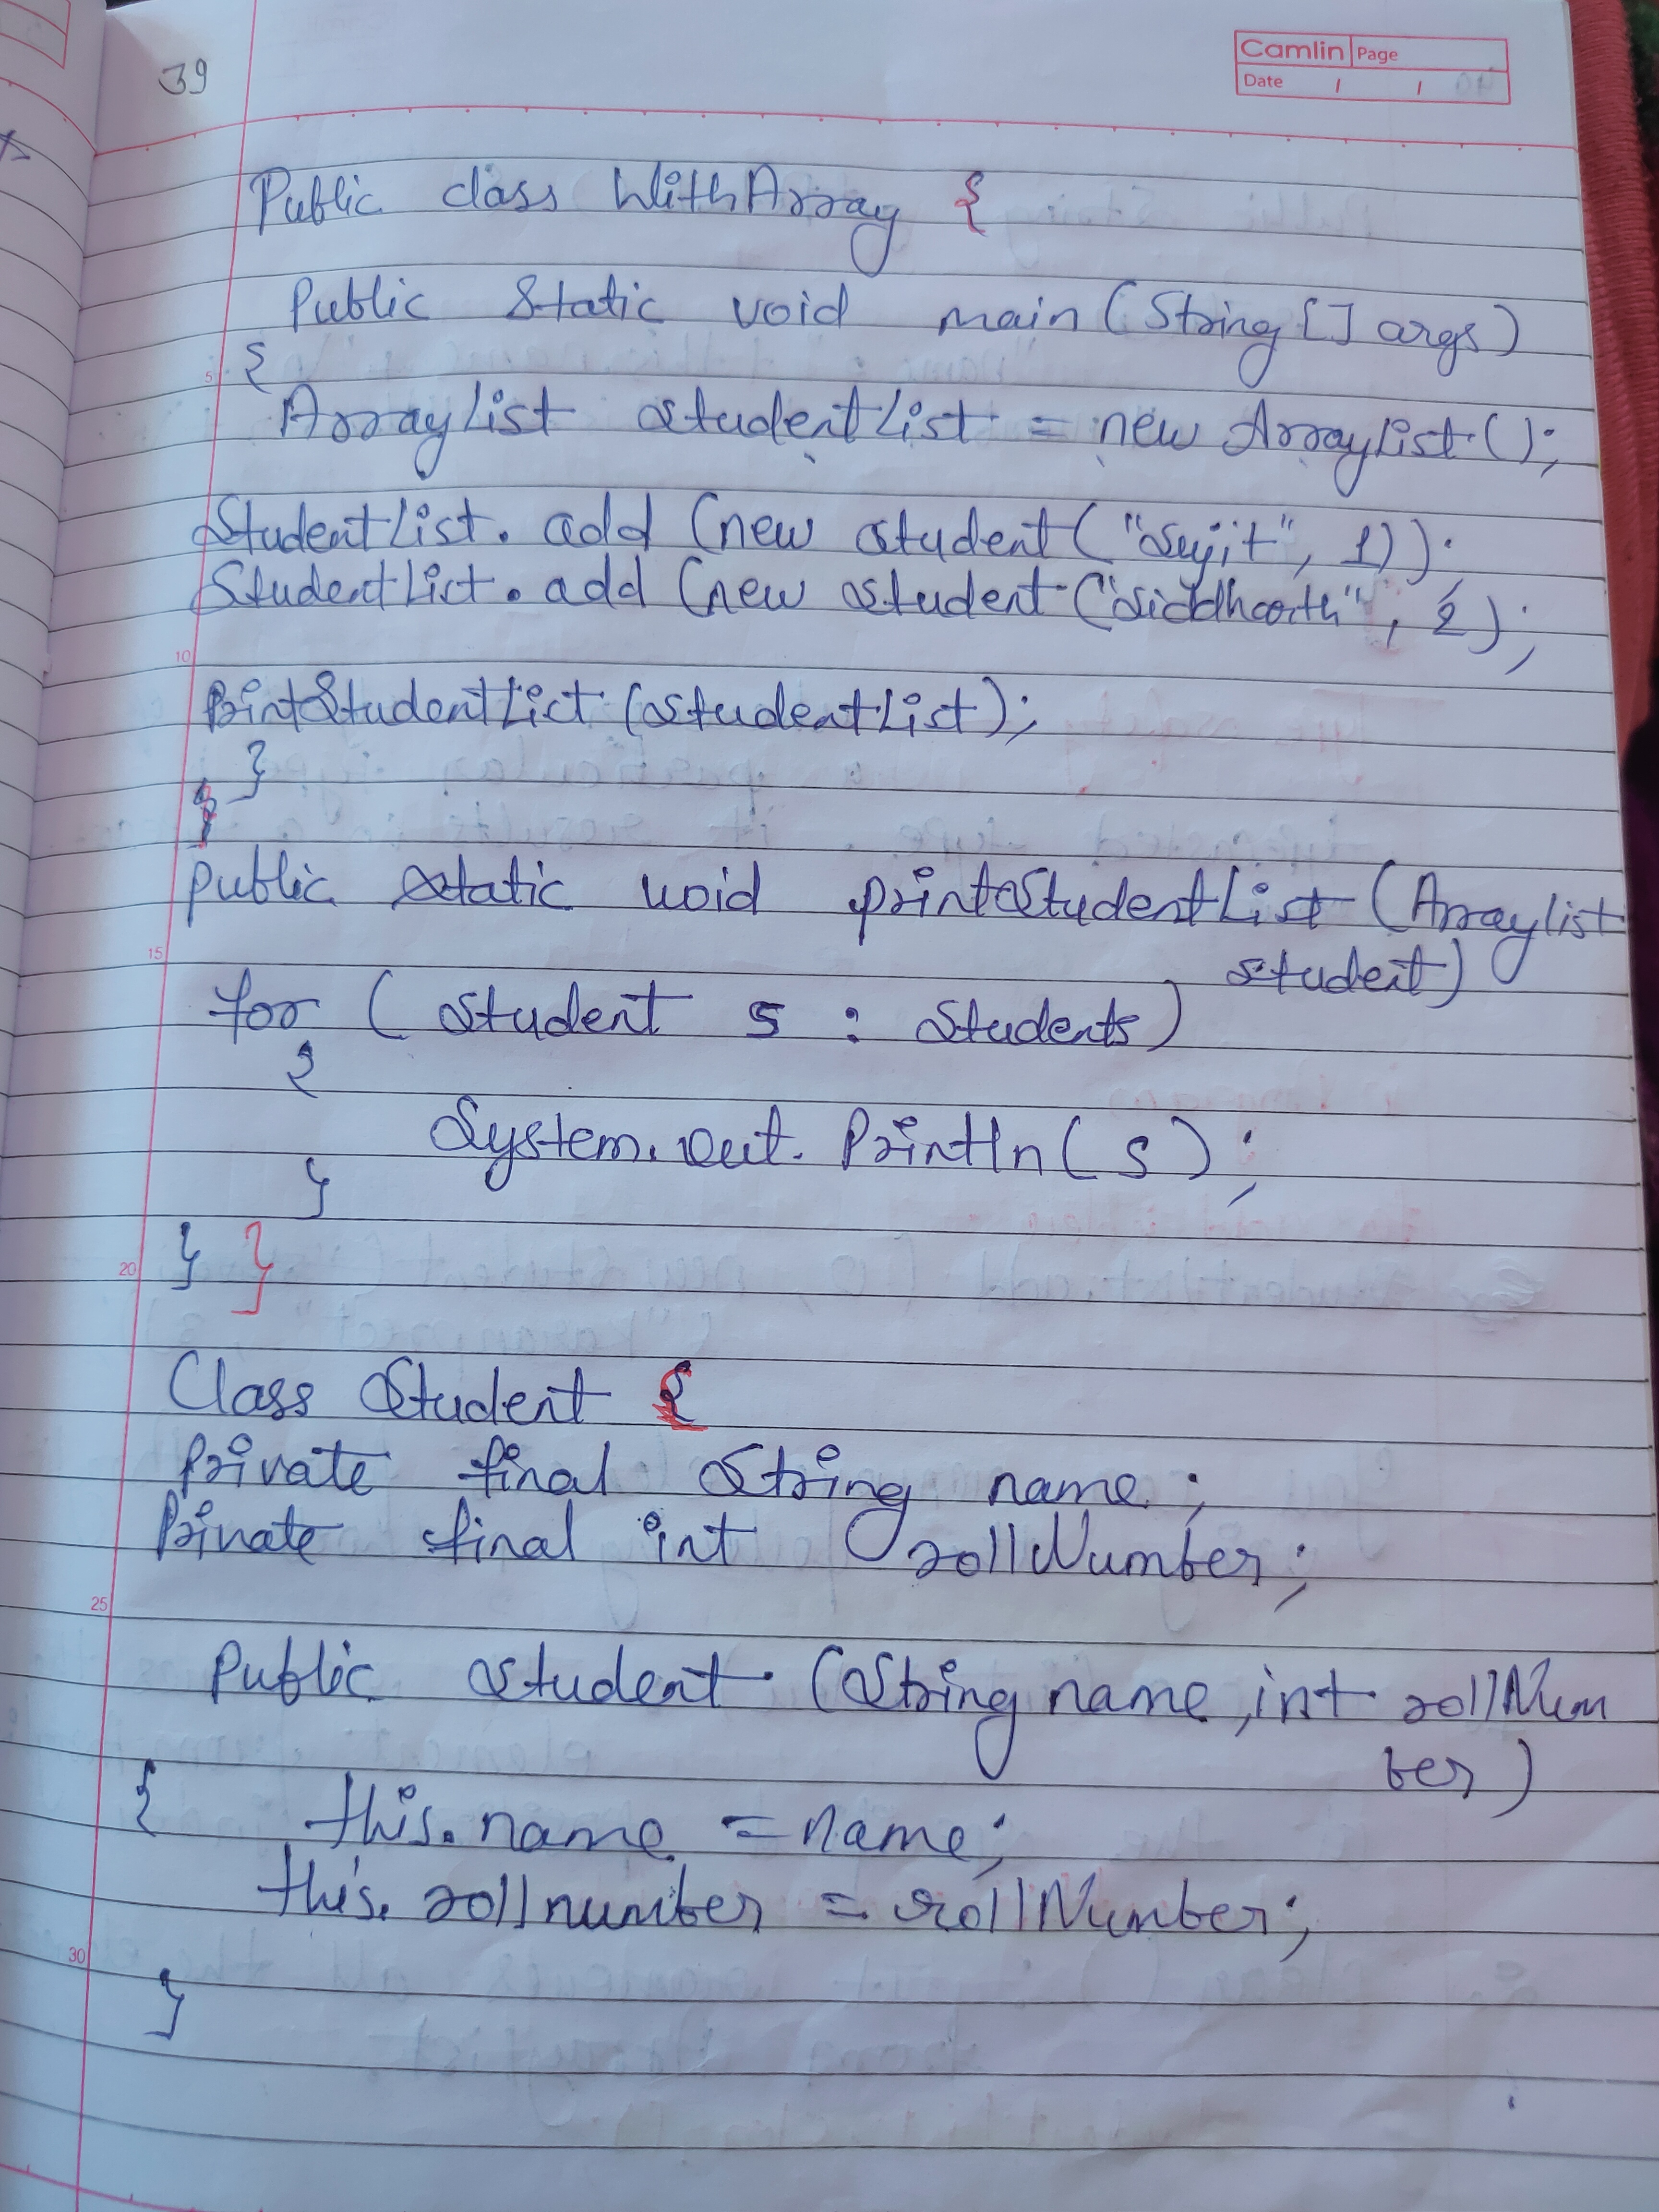 39
Camlin Page
Date / /
Public class WithArray {
Public Static void main (String [] args)
5 {
ArrayList studentList = new ArrayList();
StudentList. add (new student ("Sujit", 1));
StudentList. add (new student ("Siddharth", 2);
10
PrintStudentList (studentList);
}
}
public static void printStudentList (Arraylist
15 student)
for ( Student s : Students)
{
System. out. Println( s ) ;
}
20 } }
Class Student {
Private final String name ;
Private final int rollNumber ;
25
Public Student (String name, int rollNum
ber )
{ this. name = name;
this. rollnumber = rollNumber;
30
}